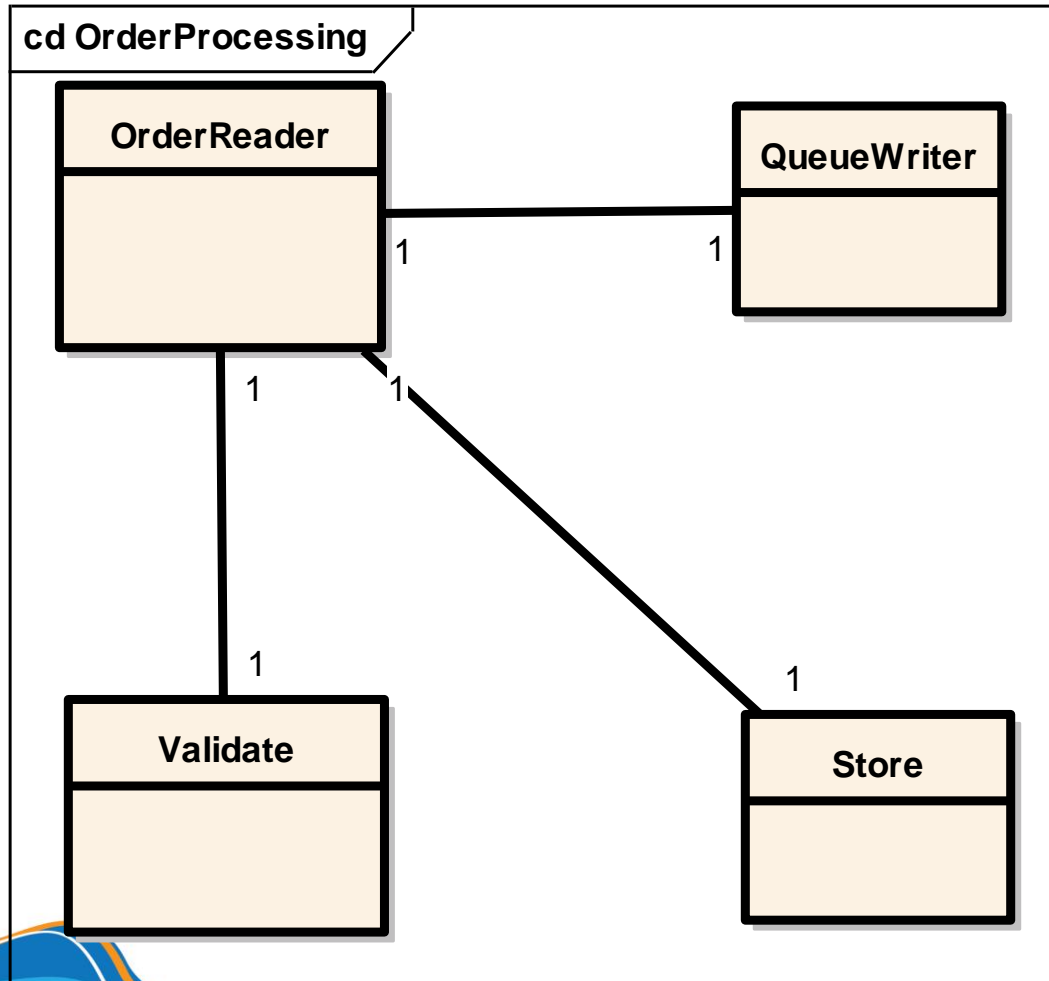 cd OrderProcessing
OrderReader
QueueWriter
1
1
1
1
1
1
Validate
Store